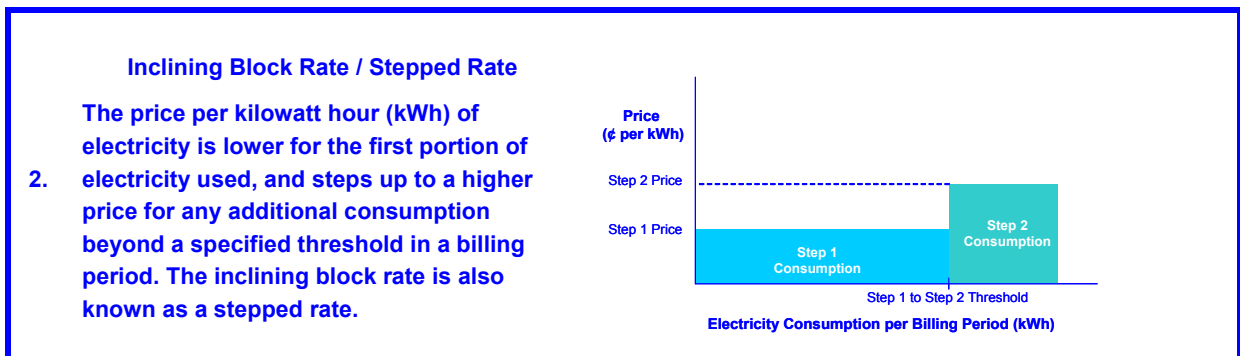 Inclining Block Rate / Stepped Rate
2.
The price per kilowatt hour (kWh) of
electricity is lower for the first portion of
electricity used, and steps up to a higher
price for any additional consumption
beyond a specified threshold in a billing
period. The inclining block rate is also
known as a stepped rate.
Price
(¢ per kWh)
Step 2 Price
Step 1 Price
Step 1
Consumption
Step 2
Consumption
Step 1 to Step 2 Threshold
Electricity Consumption per Billing Period (kWh)